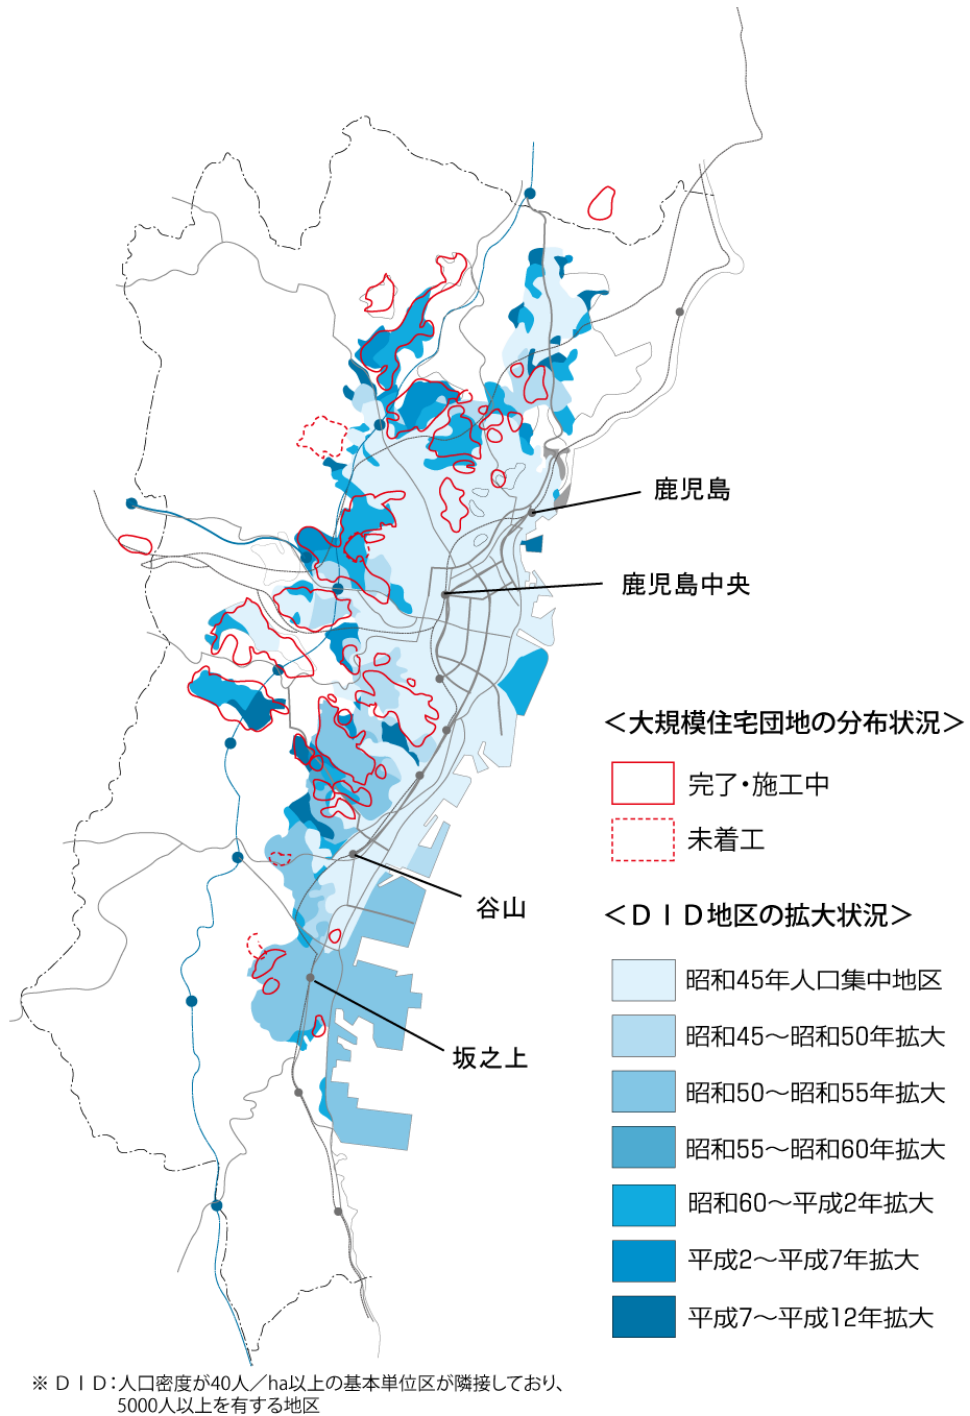 鹿児島
鹿児島中央
谷山
坂之上
＜大規模住宅団地の分布状況＞
完了・施工中
未着工
＜ＤＩＤ地区の拡大状況＞
昭和45年人口集中地区
昭和45～昭和50年拡大
昭和50～昭和55年拡大
昭和55～昭和60年拡大
昭和60～平成2年拡大
平成2～平成7年拡大
平成7～平成12年拡大
※ ＤＩＤ：人口密度が40人／ha以上の基本単位区が隣接しており、
5000人以上を有する地区